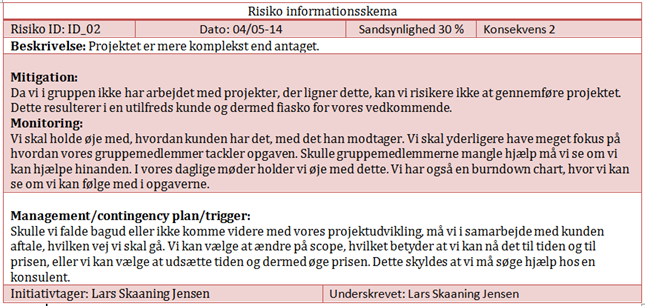 Risiko informationsskema
Risiko ID: ID_02 Dato: 04/05-14 Sandsynlighed 30 % Konsekvens 2
Beskrivelse: Projektet er mere komplekst end antaget.
Mitigation:
Da vi i gruppen ikke har arbejdet med projekter, der ligner dette, kan vi risikere ikke at gennemføre projektet.
Dette resulterer i en utilfreds kunde og dermed fiasko for vores vedkommende.
Monitoring:
Vi skal holde øje med, hvordan kunden har det, med det han modtager. Vi skal yderligere have meget fokus på
hvordan vores gruppemedlemmer tackler opgaven. Skulle gruppemedlemmerne mangle hjælp må vi se om vi
kan hjælpe hinanden. I vores daglige møder holder vi øje med dette. Vi har også en burndown chart, hvor vi kan
se om vi kan følge med i opgaverne.
Management/contingency plan/trigger:
Skulle vi falde bagud eller ikke komme videre med vores projektudvikling, må vi i samarbejde med kunden
aftale, hvilken vej vi skal gå. Vi kan vælge at ændre på scope, hvilket betyder at vi kan nå det til tiden og til
prisen, eller vi kan vælge at udsætte tiden og dermed øge prisen. Dette skyldes at vi må søge hjælp hos en
konsulent.
Initiativtager: Lars Skaaning Jensen Underskrevet: Lars Skaaning Jensen